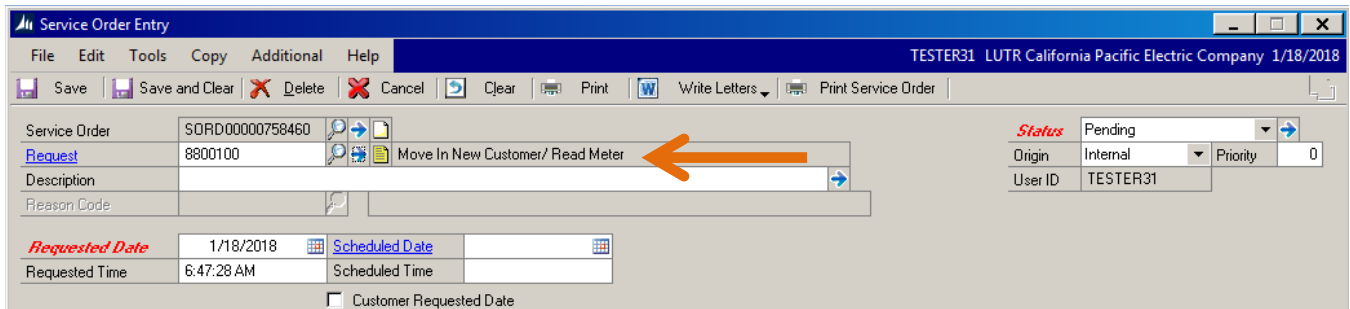 Service Order Entry
File Edit Tools Copy Additional Help TESTER31 LUTR California Pacific Electric Company 1/18/2018
Save Save and Clear Delete Cancel Clear Print Write Letters Print Service Order
Service Order SORD00000758460 Status Pending
Request 8800100 Move In New Customer/ Read Meter Origin Internal Priority 0
Description User ID TESTER31
Reason Code
Requested Date 1/18/2018 Scheduled Date
Requested Time 6:47:28 AM Scheduled Time
Customer Requested Date